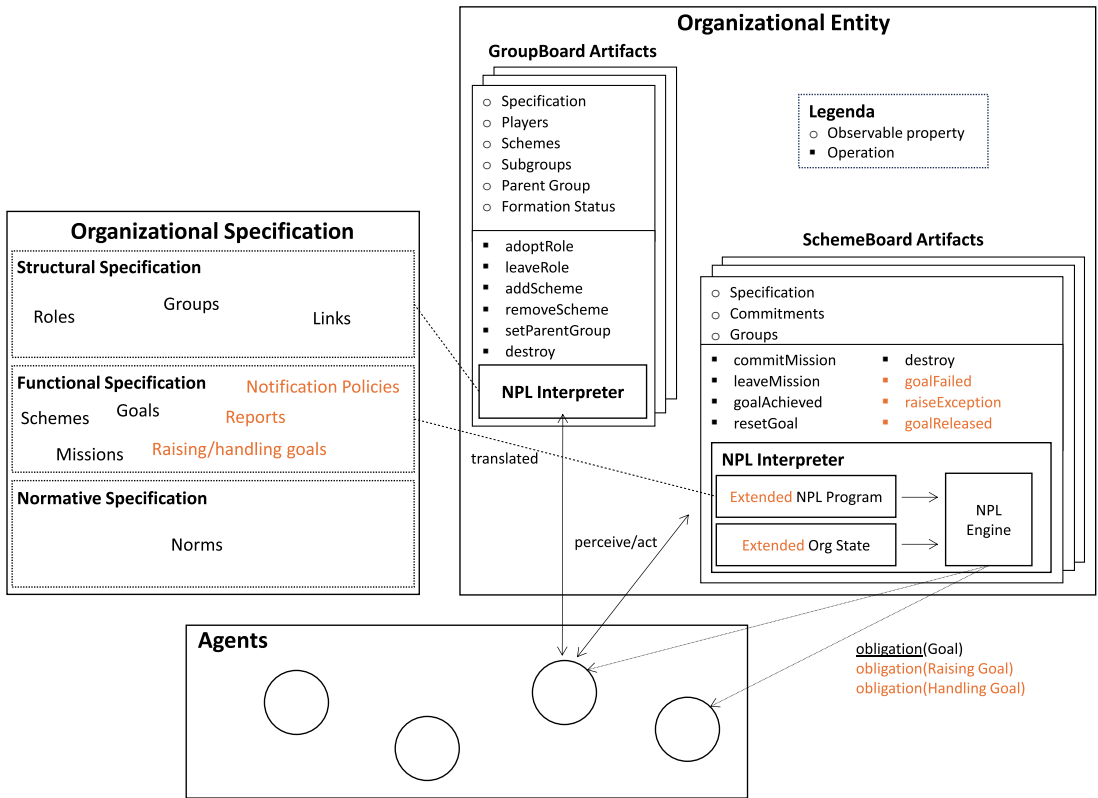 Organizational Entity
GroupBoard Artifacts
○ Specification
○ Players
○ Schemes
○ Subgroups
○ Parent Group
○ Formation Status
▪ adoptRole
▪ leaveRole
▪ addScheme
▪ removeScheme
▪ setParentGroup
▪ destroy
NPL Interpreter
Legenda
○ Observable property
▪ Operation
SchemeBoard Artifacts
○ Specification
○ Commitments
○ Groups
▪ commitMission
▪ leaveMission
▪ goalAchieved
▪ resetGoal
▪ destroy
▪ goalFailed
▪ raiseException
▪ goalReleased
NPL Interpreter
Extended NPL Program
Extended Org State
NPL
Engine
Organizational Specification
Structural Specification
Roles
Groups
Links
Functional Specification
Notification Policies
Schemes
Goals
Reports
Missions
Raising/handling goals
Normative Specification
Norms
translated
perceive/act
Agents
obligation(Goal)
obligation(Raising Goal)
obligation(Handling Goal)